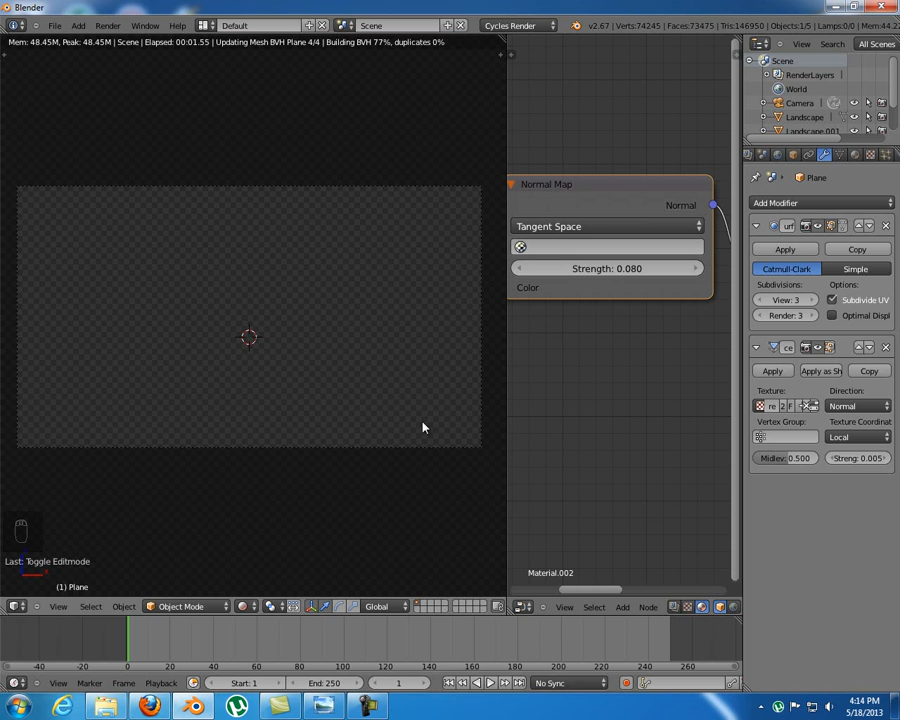 Blender
File Add Render Window Help Default Scene Cycles Render v2.67 | Verts:74245 | Faces:73475 | Tris:146950 | Objects:1/5 | Lamps:0/0 | Mem:44.2
Mem: 48.45M, Peak: 48.45M | Scene | Elapsed: 00:01.55 | Updating Mesh BVH Plane 4/4 | Building BVH 77%, duplicates 0%
View Search All Scenes
Scene
RenderLayers
World
Camera
Landscape
Landscape.001
Plane
Add Modifier
urf
Apply Copy
Catmull-Clark Simple
Subdivisions: Options:
View: 3 Subdivide UV
Render: 3 Optimal Displ
ce
Apply Apply as Sh Copy
Texture: Direction:
re 2 F Normal
Vertex Group: Texture Coordinat
Local
Midlev: 0.500 Streng: 0.005
Normal Map
Normal
Tangent Space
Strength: 0.080
Color
Material.002
Last: Toggle Editmode
(1) Plane
View Select Object Object Mode Global
View Select Add Node
-40 -20 0 20 40 60 80 100 120 140 160 180 200 220 240 260
View Marker Frame Playback Start: 1 End: 250 1 No Sync
4:14 PM
5/18/2013